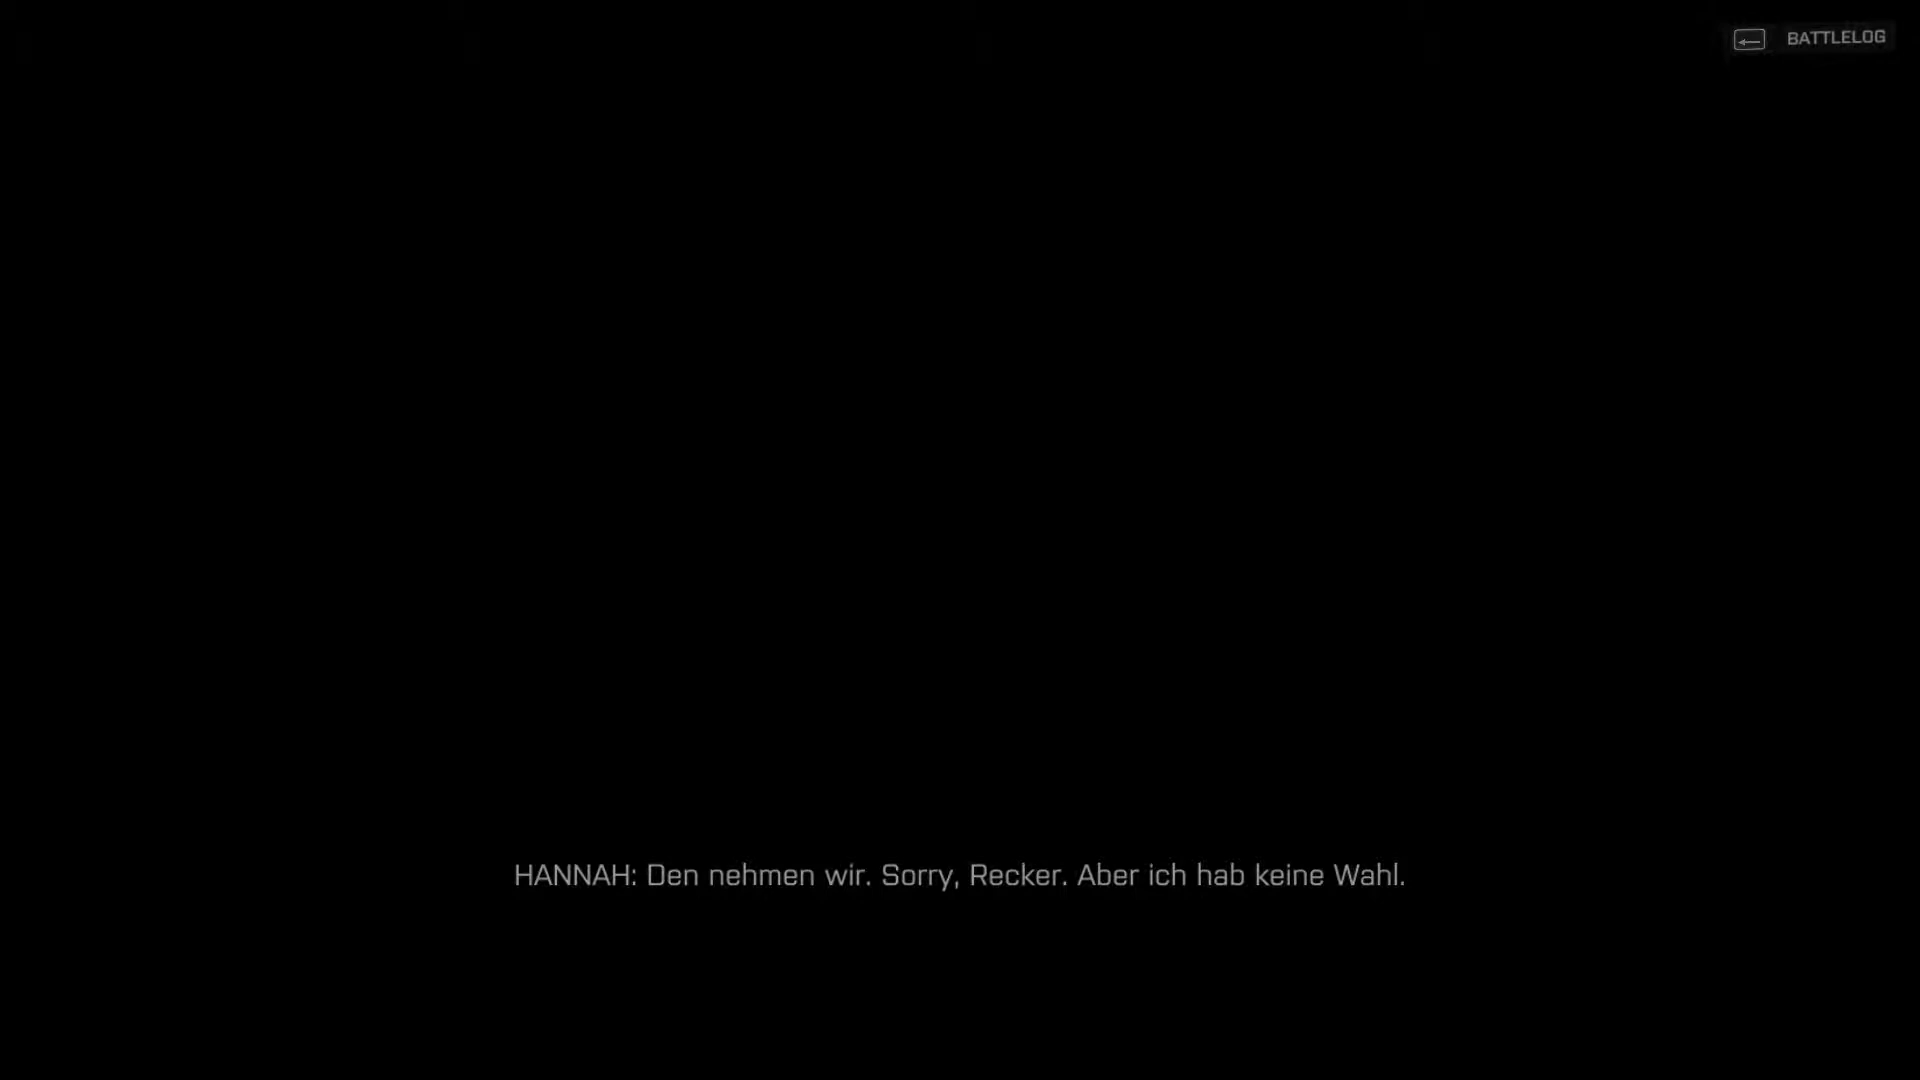 BATTLELOG
HANNAH: Den nehmen wir. Sorry, Recker. Aber ich hab keine Wahl.